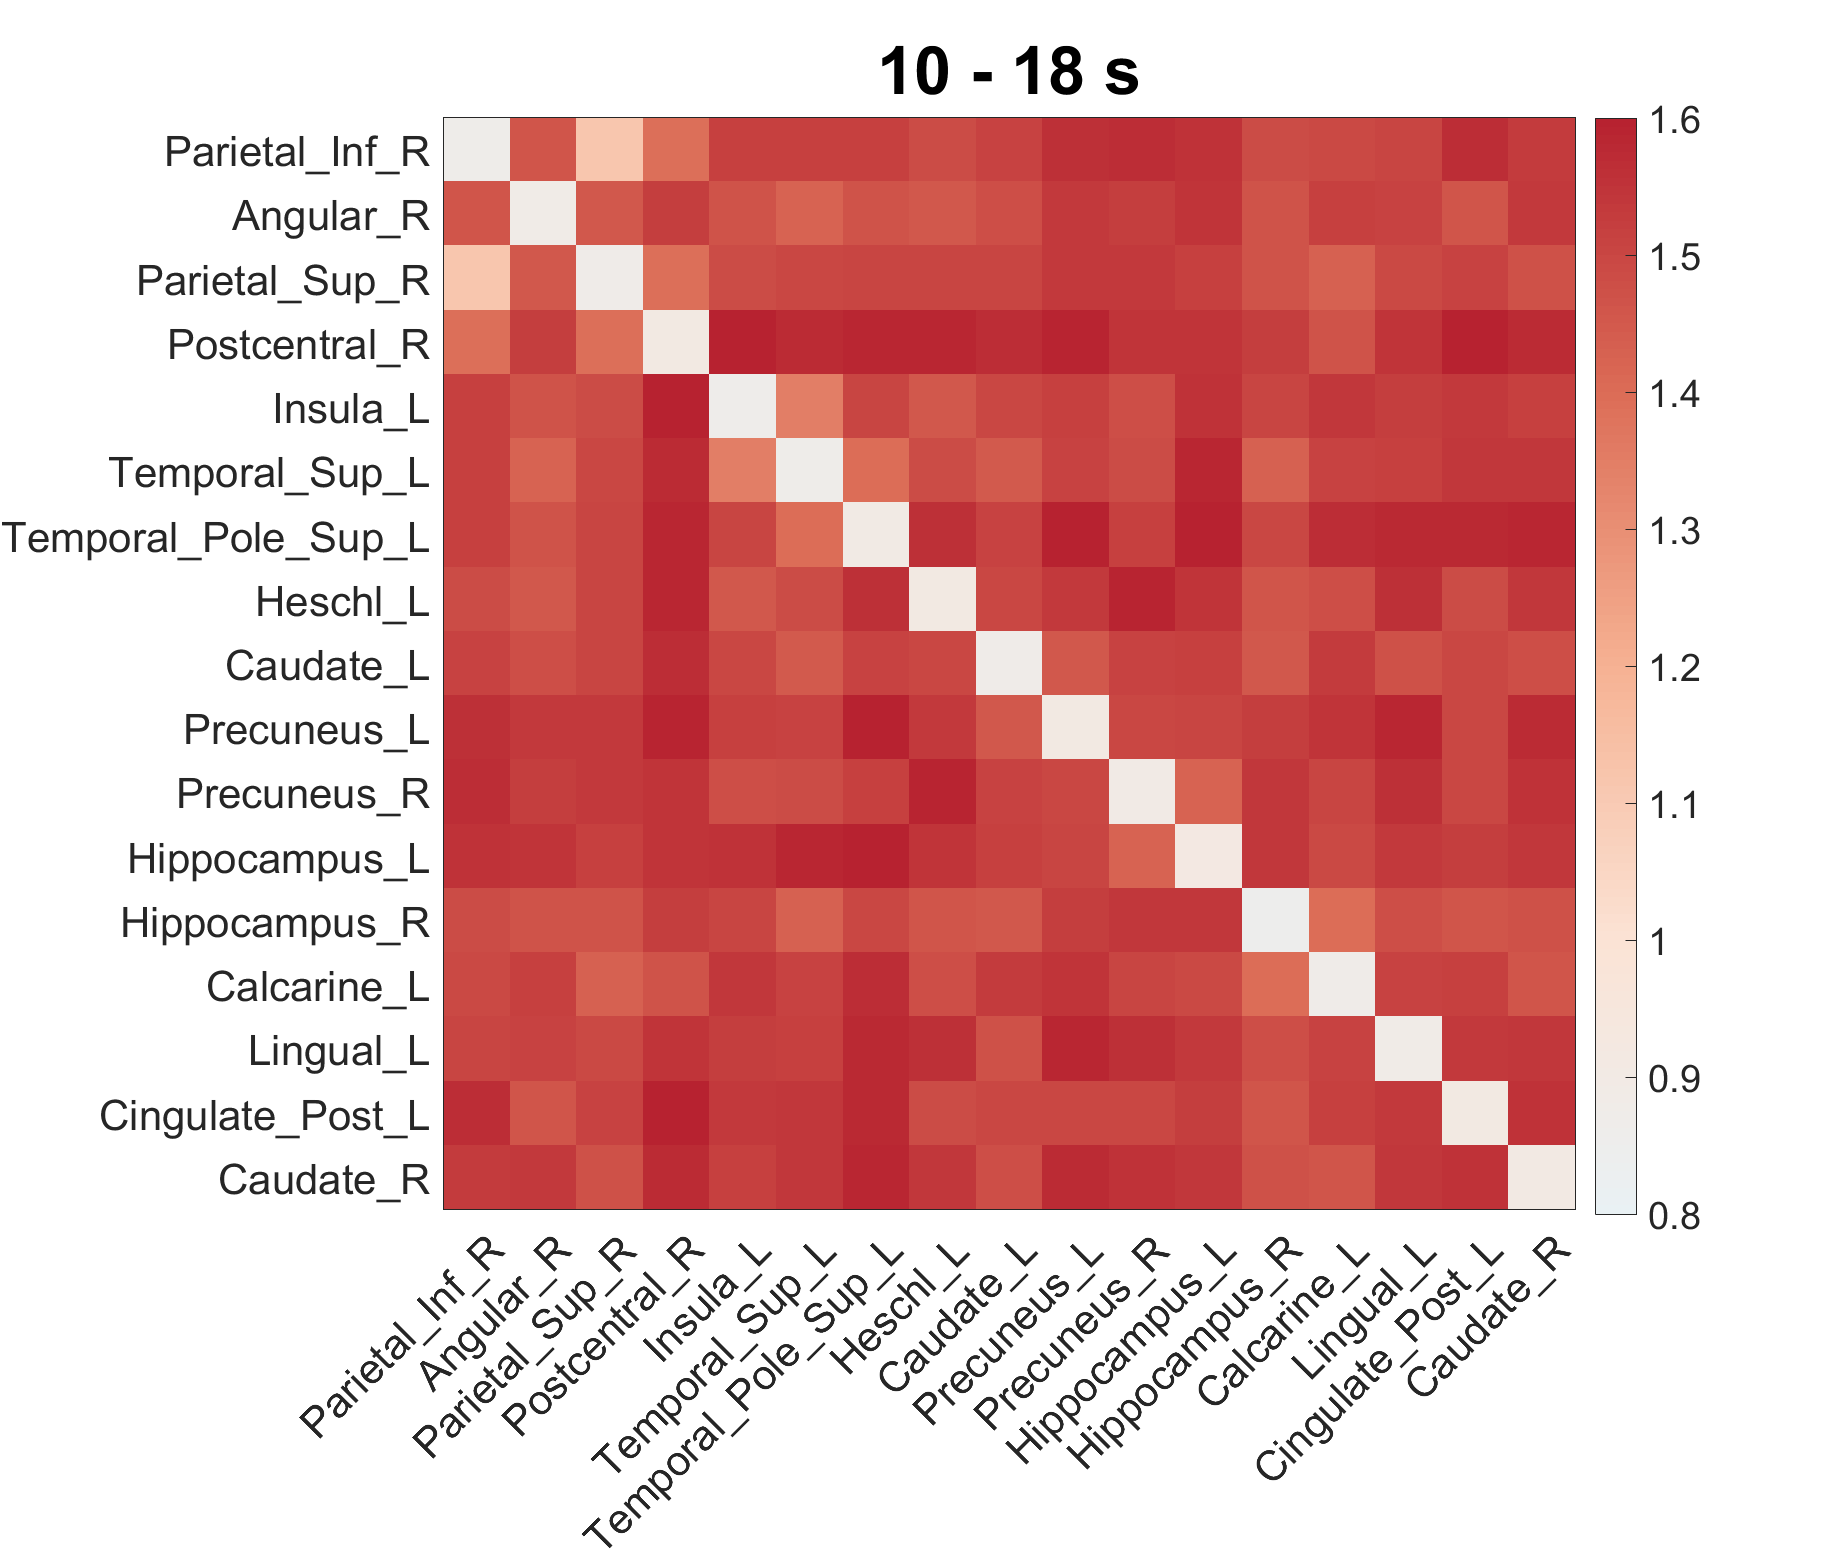 10 - 18 s
Parietal_Inf_R
Angular_R
Parietal_Sup_R
Postcentral_R
Insula_L
Temporal_Sup_L
Temporal_Pole_Sup_L
Heschl_L
Caudate_L
Precuneus_L
Precuneus_R
Hippocampus_L
Hippocampus_R
Calcarine_L
Lingual_L
Cingulate_Post_L
Caudate_R
Parietal_Inf_R
Angular_R
Parietal_Sup_R
Postcentral_R
Insula_L
Temporal_Sup_L
Temporal_Pole_Sup_L
Heschl_L
Caudate_L
Precuneus_L
Precuneus_R
Hippocampus_L
Hippocampus_R
Calcarine_L
Lingual_L
Cingulate_Post_L
Caudate_R
1.6
1.5
1.4
1.3
1.2
1.1
1
0.9
0.8